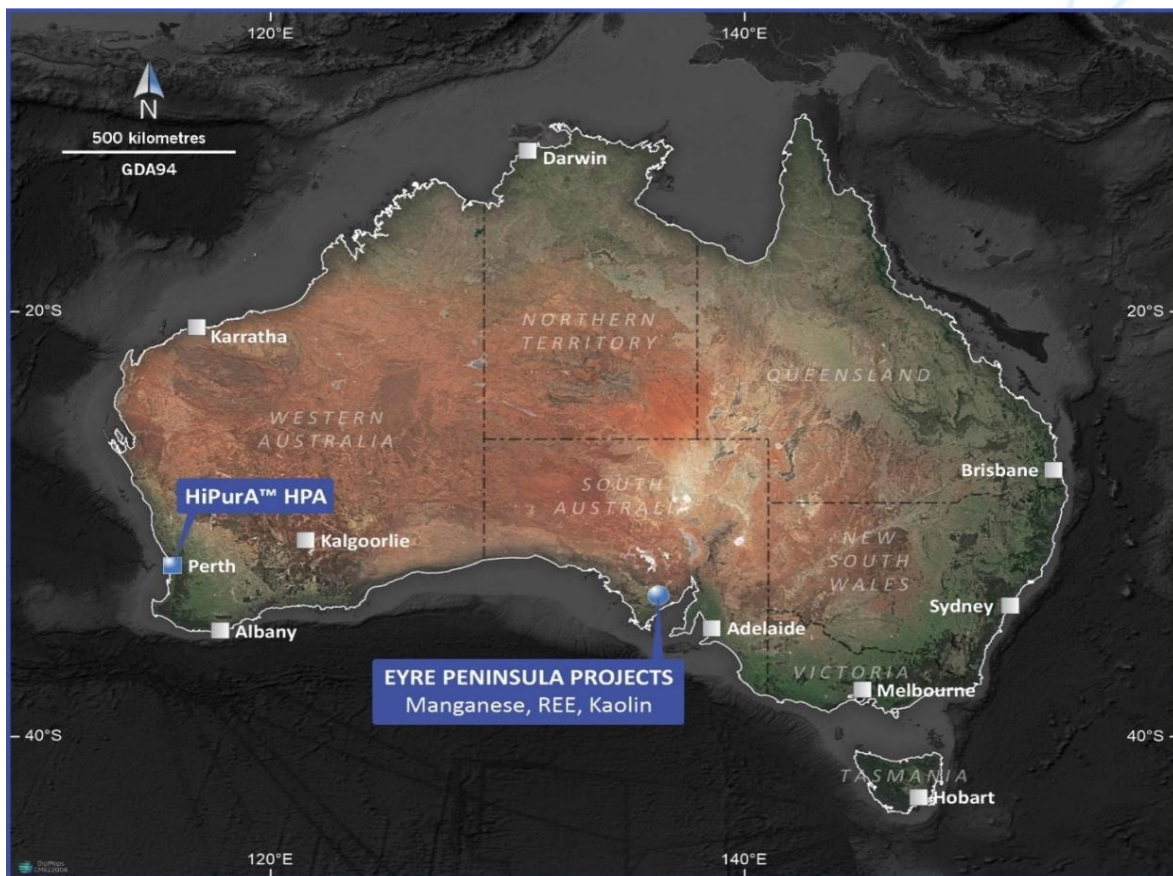 120°E
140°E
N
500 kilometres
GDA94
Darwin
20°S
20°S
Karratha
NORTHERN
TERRITORY
QUEENSLAND
WESTERN
AUSTRALIA
Brisbane
HiPurA™ HPA
SOUTH
AUSTRALIA
Kalgoorlie
Perth
NEW
SOUTH
WALES
Sydney
Albany
Adelaide
EYRE PENINSULA PROJECTS
Manganese, REE, Kaolin
VICTORIA
Melbourne
40°S
40°S
TASMANIA
Hobart
120°E
140°E